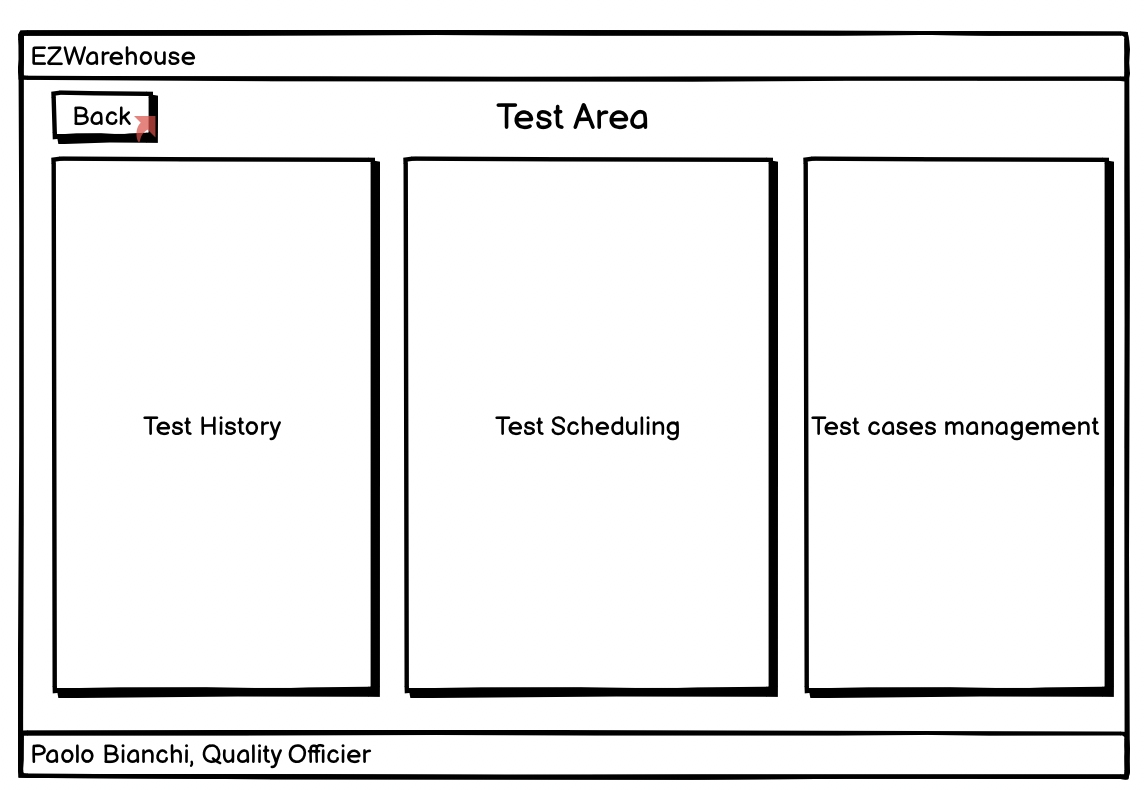 EZWarehouse
Back
Test Area
Test History
Test Scheduling
Test cases management
Paolo Bianchi, Quality Officier